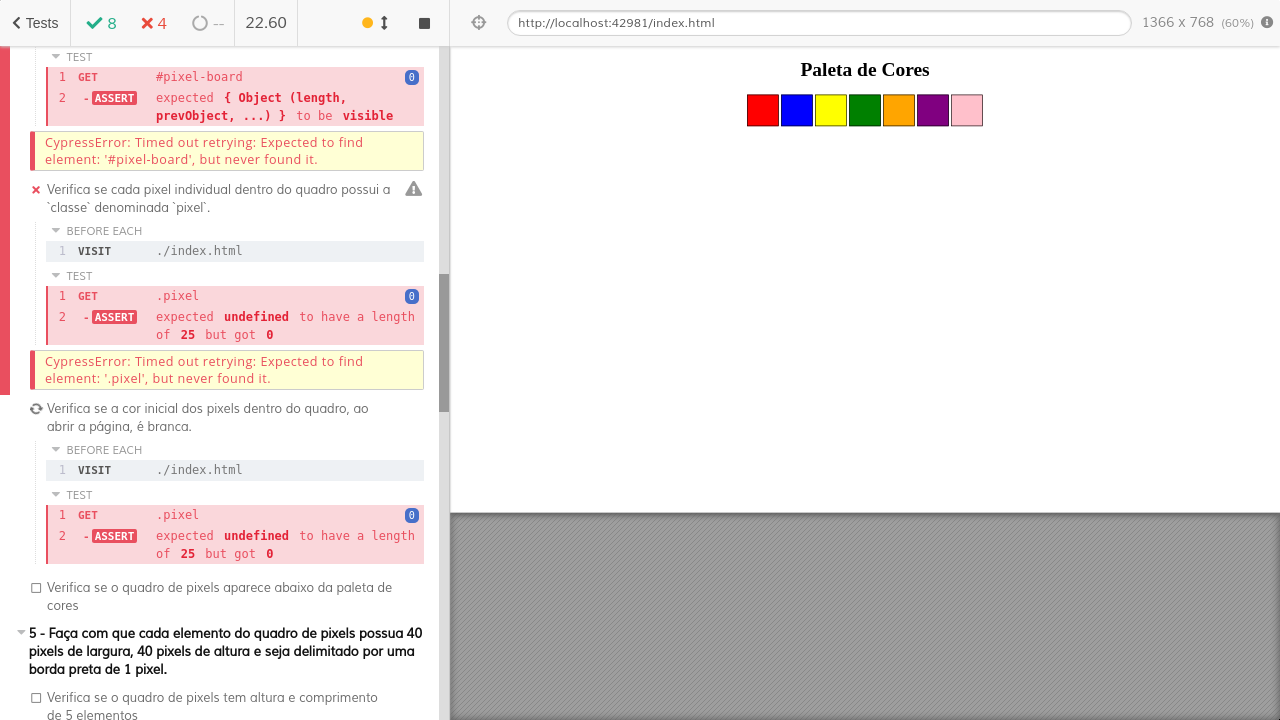 Tests 8 4 -- 22.60 http://localhost:42981/index.html 1366 x 768 (60%)
TEST
1 GET #pixel-board 0
2 -ASSERT expected { Object (length,
prevObject, ...) } to be visible
CypressError: Timed out retrying: Expected to find
element: '#pixel-board', but never found it.
Verifica se cada pixel individual dentro do quadro possui a
`classe` denominada `pixel`.
BEFORE EACH
1 VISIT ./index.html
TEST
1 GET .pixel 0
2 -ASSERT expected undefined to have a length
of 25 but got 0
CypressError: Timed out retrying: Expected to find
element: '.pixel', but never found it.
Verifica se a cor inicial dos pixels dentro do quadro, ao
abrir a página, é branca.
BEFORE EACH
1 VISIT ./index.html
TEST
1 GET .pixel 0
2 -ASSERT expected undefined to have a length
of 25 but got 0
Verifica se o quadro de pixels aparece abaixo da paleta de
cores
5 - Faça com que cada elemento do quadro de pixels possua 40
pixels de largura, 40 pixels de altura e seja delimitado por uma
borda preta de 1 pixel.
Verifica se o quadro de pixels tem altura e comprimento
de 5 elementos
Paleta de Cores